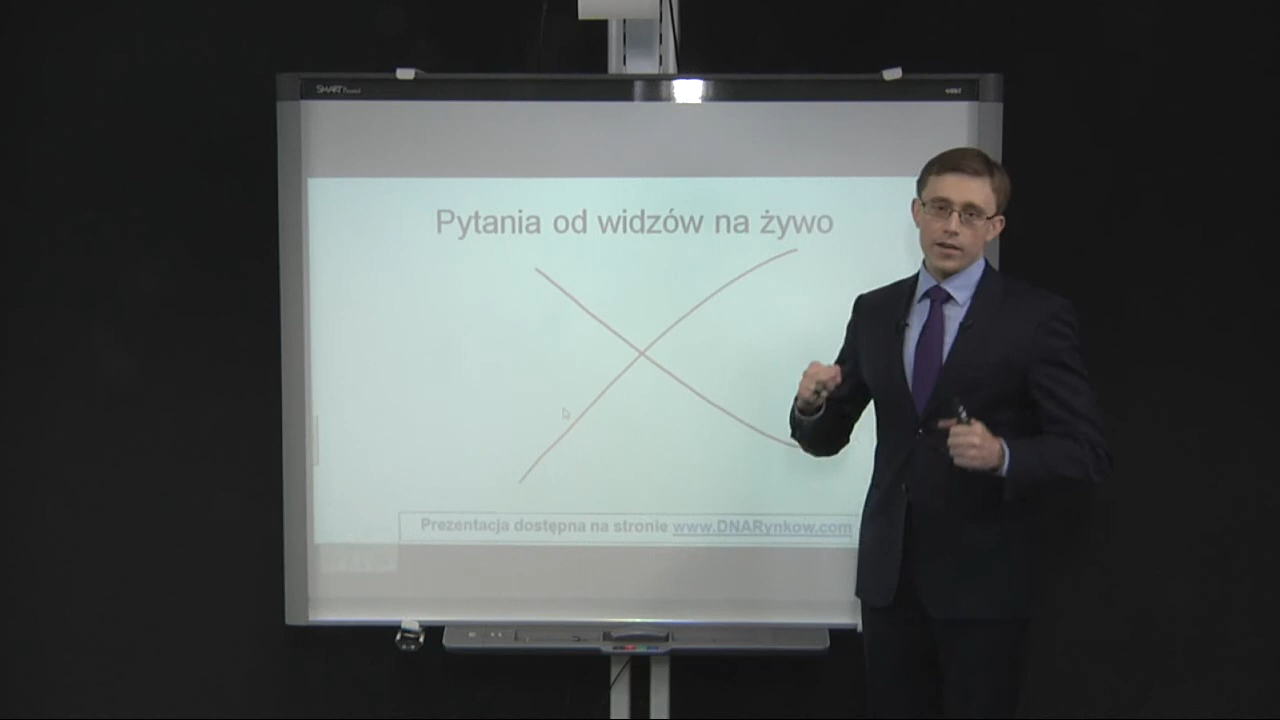 SMART Board
Pytania od widzów na żywo
Prezentacja dostępna na stronie www.DNARynkow.com